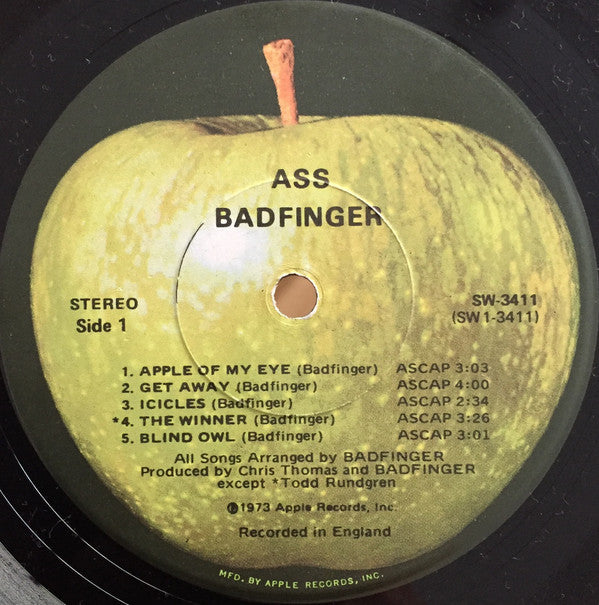 ASS
BADFINGER
STEREO
Side 1
SW-3411
(SW 1-3411)
1. APPLE OF MY EYE (Badfinger) ASCAP 3:03
2. GET AWAY (Badfinger) ASCAP 4:00
3. ICICLES (Badfinger) ASCAP 2:34
*4. THE WINNER (Badfinger) ASCAP 3:26
5. BLIND OWL (Badfinger) ASCAP 3:01
All Songs Arranged by BADFINGER
Produced by Chris Thomas and BADFINGER
except *Todd Rundgren
℗1973 Apple Records, Inc.
Recorded in England
MFD. BY APPLE RECORDS, INC.